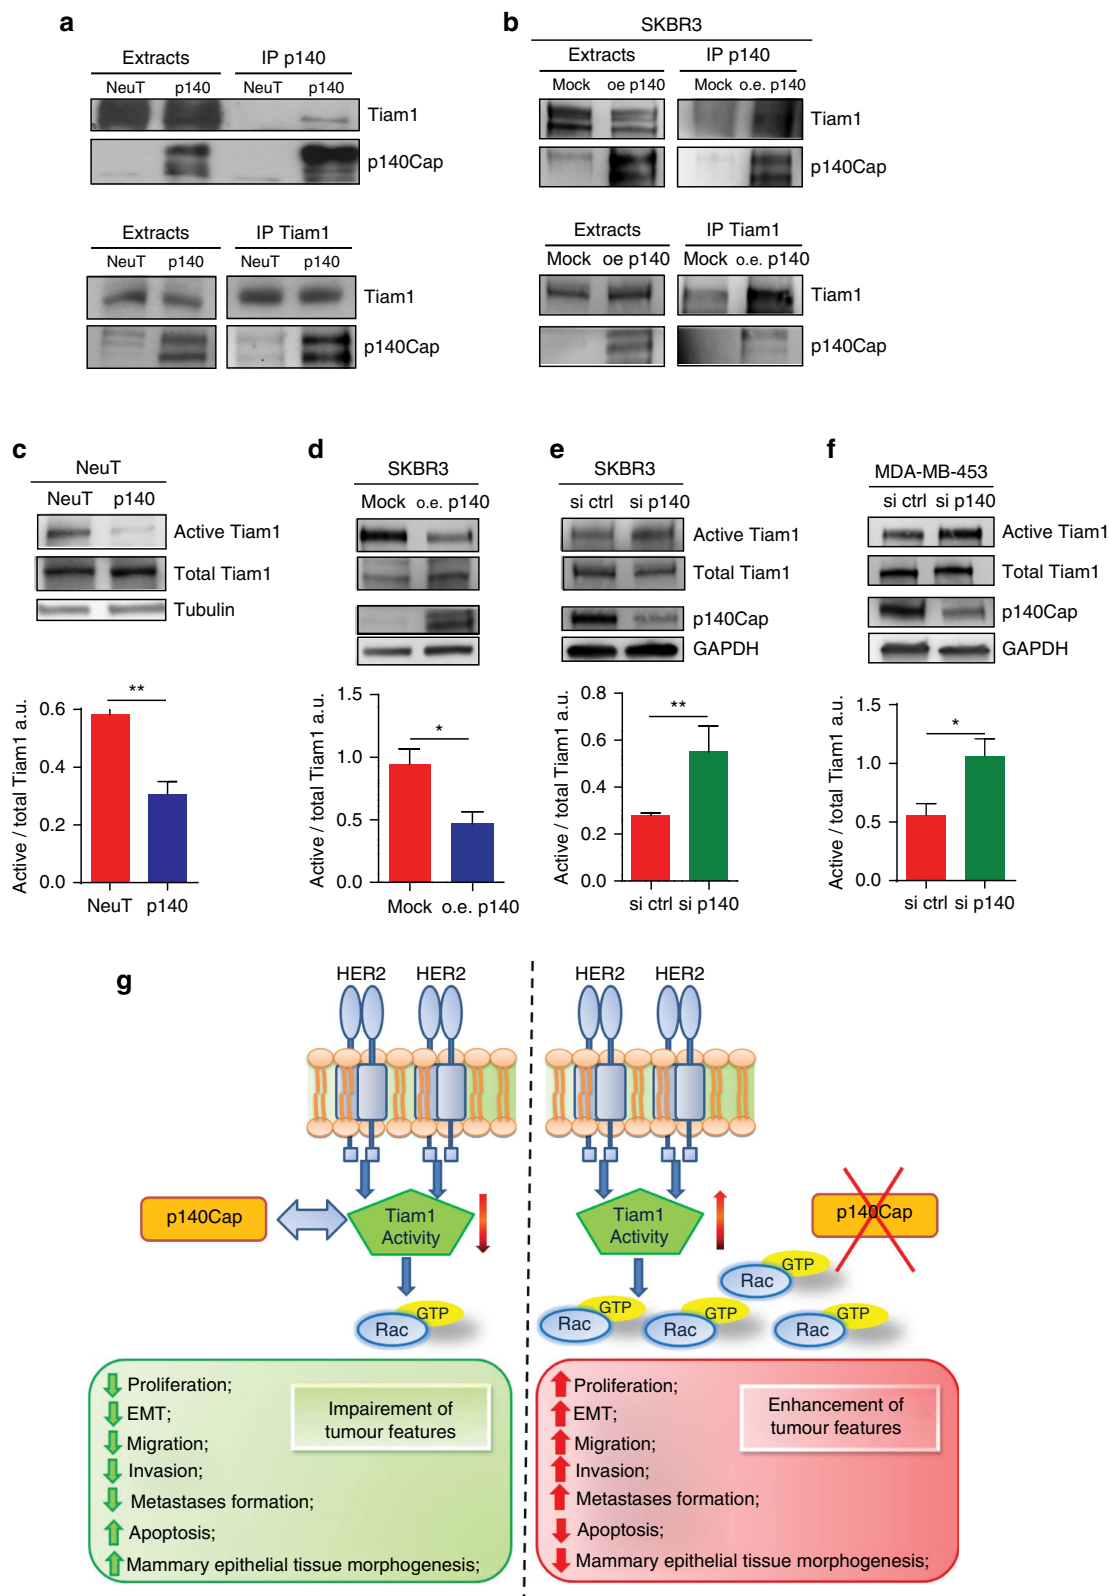 a
Extracts IP p140
NeuT p140 NeuT p140
Tiam1
p140Cap
Extracts IP Tiam1
NeuT p140 NeuT p140
Tiam1
p140Cap
b
SKBR3
Extracts IP p140
Mock oe p140 Mock o.e. p140
Tiam1
p140Cap
Extracts IP Tiam1
Mock oe p140 Mock o.e. p140
Tiam1
p140Cap
c
NeuT
NeuT p140
Active Tiam1
Total Tiam1
Tubulin
Active / total Tiam1 a.u.
0.6
0.4
0.2
0.0
**
NeuT p140
d
SKBR3
Mock o.e. p140
Active / total Tiam1 a.u.
1.5
1.0
0.5
0.0
*
Mock o.e. p140
e
SKBR3
si ctrl si p140
Active Tiam1
Total Tiam1
p140Cap
GAPDH
Active / total Tiam1 a.u.
0.8
0.6
0.4
0.2
0.0
**
si ctrl si p140
f
MDA-MB-453
si ctrl si p140
Active Tiam1
Total Tiam1
p140Cap
GAPDH
Active / total Tiam1 a.u.
1.5
1.0
0.5
0.0
*
si ctrl si p140
g
HER2 HER2
p140Cap
Tiam1
Activity
GTP
Rac
Impairement of
tumour features
Proliferation;
EMT;
Migration;
Invasion;
Metastases formation;
Apoptosis;
Mammary epithelial tissue morphogenesis;
HER2 HER2
Tiam1
Activity
p140Cap
GTP
Rac
GTP
Rac
GTP
Rac
GTP
Rac
Enhancement of
tumour features
Proliferation;
EMT;
Migration;
Invasion;
Metastases formation;
Apoptosis;
Mammary epithelial tissue morphogenesis;